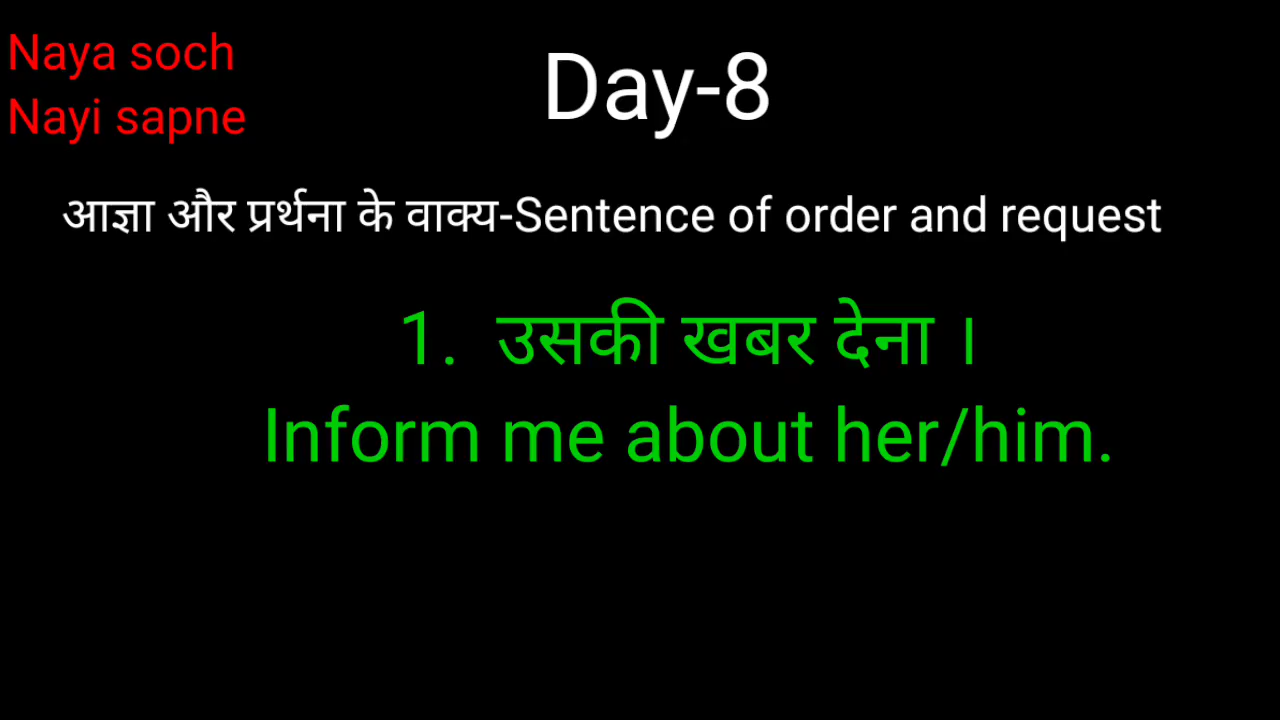 Naya soch
Nayi sapne
Day-8
आज्ञा और प्रर्थना के वाक्य-Sentence of order and request
1. उसकी खबर देना ।
Inform me about her/him.